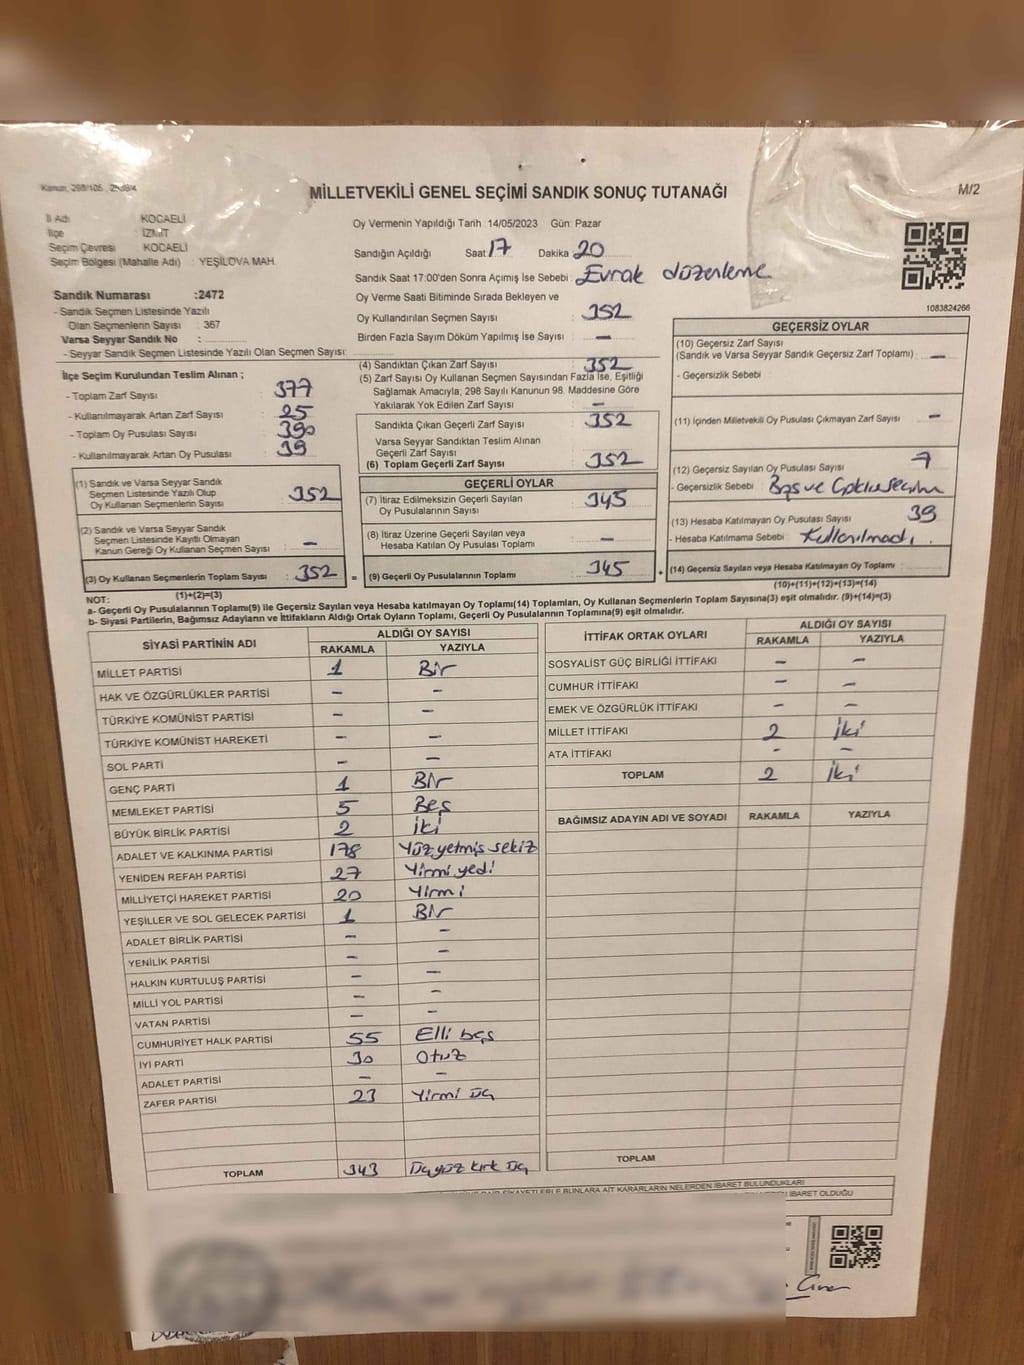 Kanun, 298/105
MİLLETVEKİLİ GENEL SEÇİMİ SANDIK SONUÇ TUTANAĞI
M/2
İl Adı : KOCAELİ
İlçe : İZMİT
Seçim Çevresi : KOCAELİ
Seçim Bölgesi (Mahalle Adı) : YEŞİLOVA MAH.
Sandık Numarası :2472
- Sandık Seçmen Listesinde Yazılı
Olan Seçmenlerin Sayısı : 367
Varsa Seyyar Sandık No :
- Seyyar Sandık Seçmen Listesinde Yazılı Olan Seçmen Sayısı:
Oy Vermenin Yapıldığı Tarih :14/05/2023 Gün: Pazar
Sandığın Açıldığı Saat 17 Dakika 20
Sandık Saat 17:00'den Sonra Açımış İse Sebebi : Evrak düzenleme
Oy Verme Saati Bitiminde Sırada Bekleyen ve
Oy Kullandırılan Seçmen Sayısı : 352
Birden Fazla Sayım Döküm Yapılmış İse Sayısı : –
1083824266
İlçe Seçim Kurulundan Teslim Alınan ;
- Toplam Zarf Sayısı : 377
- Kullanılmayarak Artan Zarf Sayısı : 25
- Toplam Oy Pusulası Sayısı : 390
- Kullanılmayarak Artan Oy Pusulası : 39
(4) Sandıktan Çıkan Zarf Sayısı : 352
(5) Zarf Sayısı Oy Kullanan Seçmen Sayısından Fazla İse, Eşitliği
Sağlamak Amacıyla; 298 Sayılı Kanunun 98. Maddesine Göre
Yakılarak Yok Edilen Zarf Sayısı : –
Sandıkta Çıkan Geçerli Zarf Sayısı : 352
Varsa Seyyar Sandıktan Teslim Alınan
Geçerli Zarf Sayısı :
(6) Toplam Geçerli Zarf Sayısı : 352
(1) Sandık ve Varsa Seyyar Sandık
Seçmen Listesinde Yazılı Olup
Oy Kullanan Seçmenlerin Sayısı : 352
(2) Sandık ve Varsa Seyyar Sandık
Seçmen Listesinde Kayıtlı Olmayan
Kanun Gereği Oy Kullanan Seçmen Sayısı : –
(3) Oy Kullanan Seçmenlerin Toplam Sayısı : 352
(1)+(2)=(3)
GEÇERLİ OYLAR
(7) İtiraz Edilmeksizin Geçerli Sayılan
Oy Pusulalarının Sayısı : 345
(8) İtiraz Üzerine Geçerli Sayılan veya
Hesaba Katılan Oy Pusulası Toplamı : –
= (9) Geçerli Oy Pusulalarının Toplamı : 345 +
GEÇERSİZ OYLAR
(10) Geçersiz Zarf Sayısı
(Sandık ve Varsa Seyyar Sandık Geçersiz Zarf Toplamı) : –
- Geçersizlik Sebebi :
(11) İçinden Milletvekili Oy Pusulası Çıkmayan Zarf Sayısı : –
(12) Geçersiz Sayılan Oy Pusulası Sayısı : 7
- Geçersizlik Sebebi : Boş ve
(13) Hesaba Katılmayan Oy Pusulası Sayısı : 39
- Hesaba Katılmama Sebebi : Kullanılmadı.
(14) Geçersiz Sayılan veya Hesaba Katılmayan Oy Toplamı :
(10)+(11)+(12)+(13)=(14)
NOT:
a- Geçerli Oy Pusulalarının Toplamı(9) ile Geçersiz Sayılan veya Hesaba katılmayan Oy Toplamı(14) Toplamları, Oy Kullanan Seçmenlerin Toplam Sayısına(3) eşit olmalıdır. (9)+(14)=(3)
b- Siyasi Partilerin, Bağımsız Adayların ve İttifakların Aldığı Ortak Oyların Toplamı, Geçerli Oy Pusulalarının Toplamına(9) eşit olmalıdır.
SİYASİ PARTİNİN ADI ALDIĞI OY SAYISI
RAKAMLA YAZIYLA
MİLLET PARTİSİ 1 Bir
HAK VE ÖZGÜRLÜKLER PARTİSİ – –
TÜRKİYE KOMÜNİST PARTİSİ – –
TÜRKİYE KOMÜNİST HAREKETİ – –
SOL PARTİ – –
GENÇ PARTİ 1 Bir
MEMLEKET PARTİSİ 5 Beş
BÜYÜK BİRLİK PARTİSİ 2 İki
ADALET VE KALKINMA PARTİSİ 178 Yüz yetmiş sekiz
YENİDEN REFAH PARTİSİ 27 Yirmi yedi
MİLLİYETÇİ HAREKET PARTİSİ 20 Yirmi
YEŞİLLER VE SOL GELECEK PARTİSİ 1 Bir
ADALET BİRLİK PARTİSİ – –
YENİLİK PARTİSİ – –
HALKIN KURTULUŞ PARTİSİ – –
MİLLİ YOL PARTİSİ – –
VATAN PARTİSİ – –
CUMHURİYET HALK PARTİSİ 55 Elli beş
İYİ PARTİ 30 Otuz
ADALET PARTİSİ – –
ZAFER PARTİSİ 23 Yirmi üç
TOPLAM 343 Üçyüz kırk üç
İTTİFAK ORTAK OYLARI ALDIĞI OY SAYISI
RAKAMLA YAZIYLA
SOSYALİST GÜÇ BİRLİĞİ İTTİFAKI – –
CUMHUR İTTİFAKI – –
EMEK VE ÖZGÜRLÜK İTTİFAKI – –
MİLLET İTTİFAKI 2 İki
ATA İTTİFAKI – –
TOPLAM 2 İki
BAĞIMSIZ ADAYIN ADI VE SOYADI RAKAMLA YAZIYLA
TOPLAM
ŞİKAYETLERLE BUNLARA AİT KARARLARIN NELERDEN İBARET BULUNDUKLARI
İBARET OLDUĞU